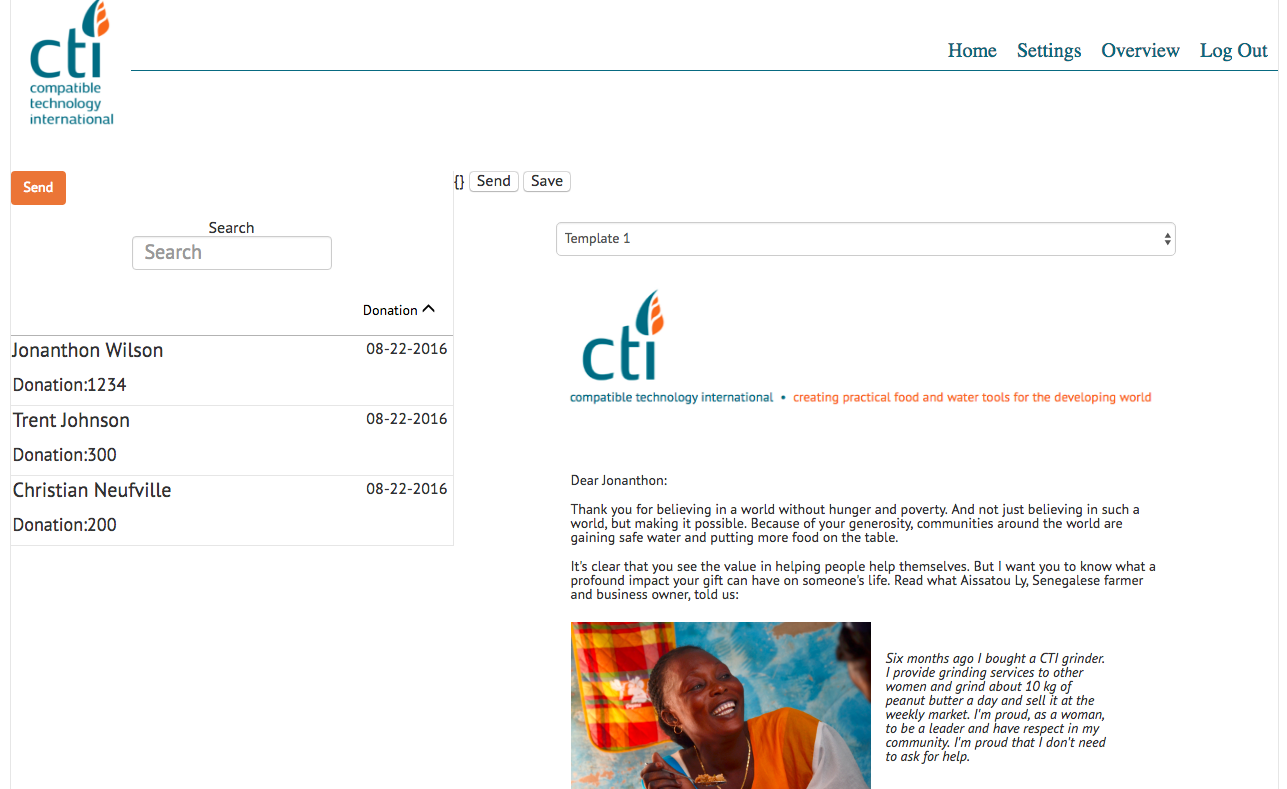 cti
compatible
technology
international
Home Settings Overview Log Out
Send
Search
Search
Donation
Jonanthon Wilson 08-22-2016
Donation:1234
Trent Johnson 08-22-2016
Donation:300
Christian Neufville 08-22-2016
Donation:200
{} Send Save
Template 1
cti
compatible technology international • creating practical food and water tools for the developing world
Dear Jonanthon:
Thank you for believing in a world without hunger and poverty. And not just believing in such a
world, but making it possible. Because of your generosity, communities around the world are
gaining safe water and putting more food on the table.
It's clear that you see the value in helping people help themselves. But I want you to know what a
profound impact your gift can have on someone's life. Read what Aissatou Ly, Senegalese farmer
and business owner, told us:
Six months ago I bought a CTI grinder.
I provide grinding services to other
women and grind about 10 kg of
peanut butter a day and sell it at the
weekly market. I'm proud, as a woman,
to be a leader and have respect in my
community. I'm proud that I don't need
to ask for help.